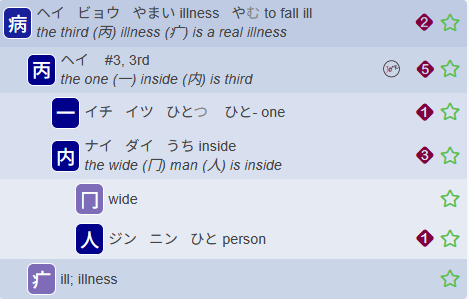 病 ヘイ ビョウ やまい illness やむ to fall ill 2
the third (丙) illness (疒) is a real illness
丙 ヘイ #3, 3rd 5
the one (一) inside (内) is third
一 イチ イツ ひとつ ひと- one 1
内 ナイ ダイ うち inside 3
the wide (冂) man (人) is inside
冂 wide
人 ジン ニン ひと person 1
疒 ill; illness